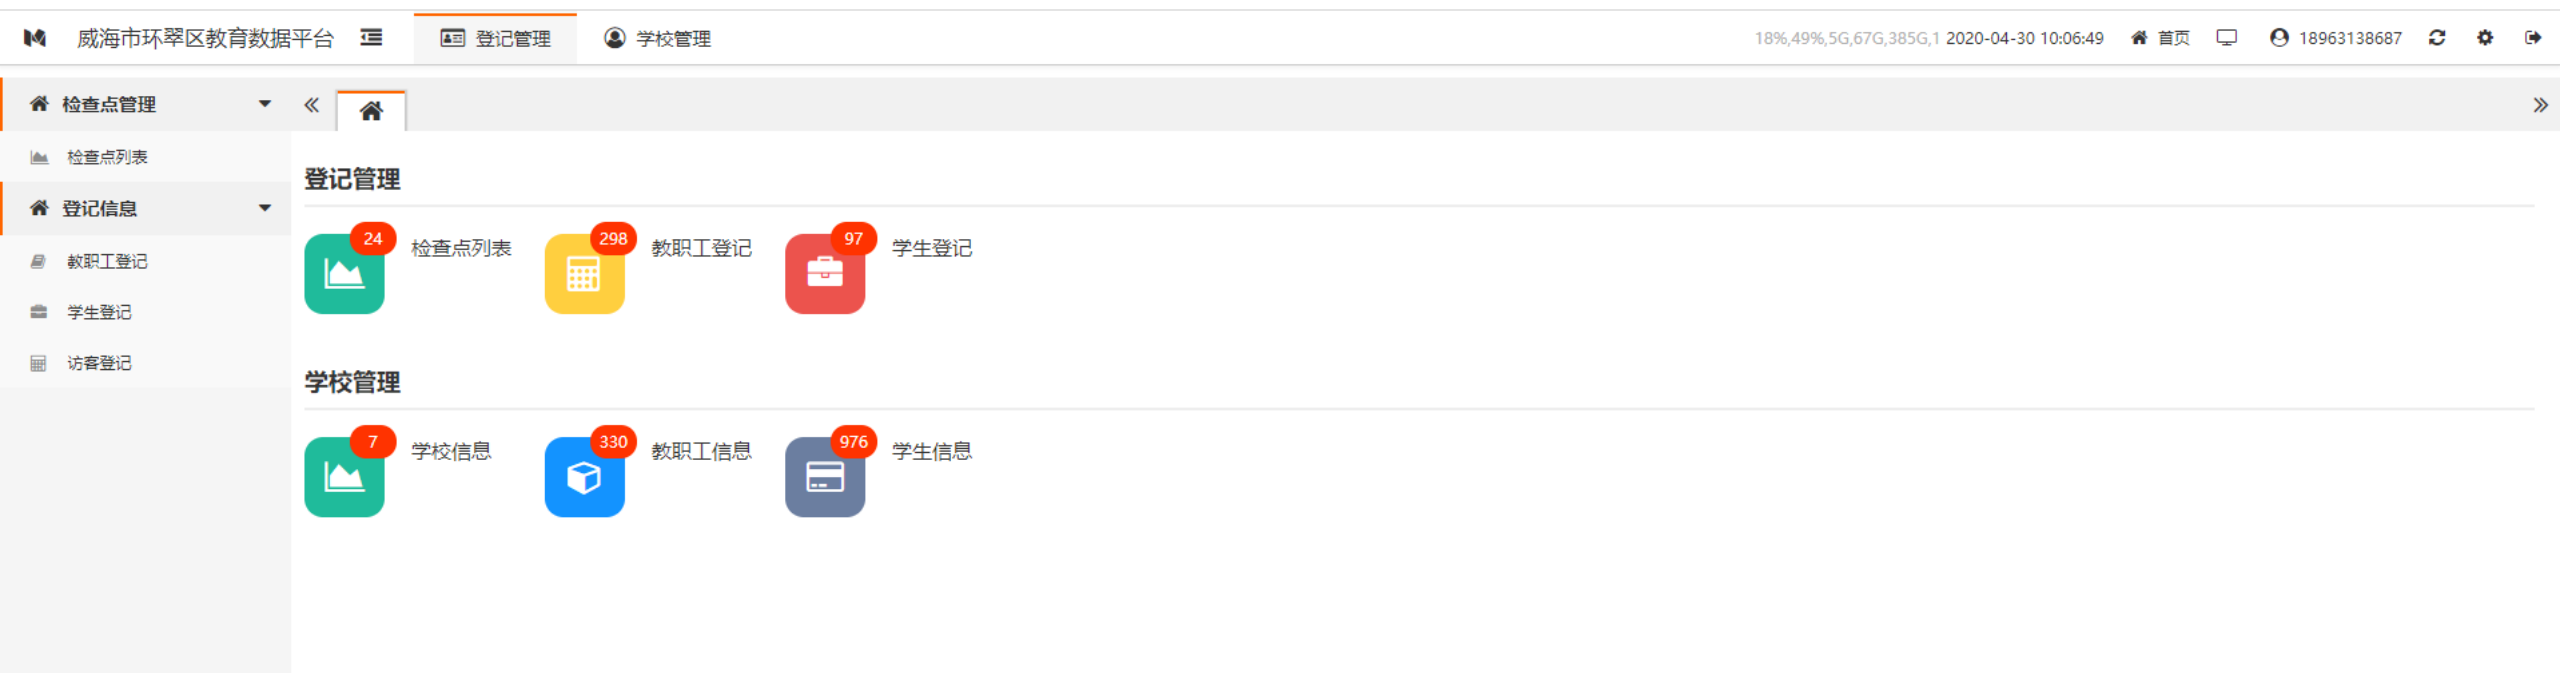 威海市环翠区教育数据平台 登记管理 学校管理 18%,49%,5G,67G,385G,1 2020-04-30 10:06:49 首页 18963138687
检查点管理
检查点列表
登记信息
教职工登记
学生登记
访客登记
登记管理
24 检查点列表 298 教职工登记 97 学生登记
学校管理
7 学校信息 330 教职工信息 976 学生信息